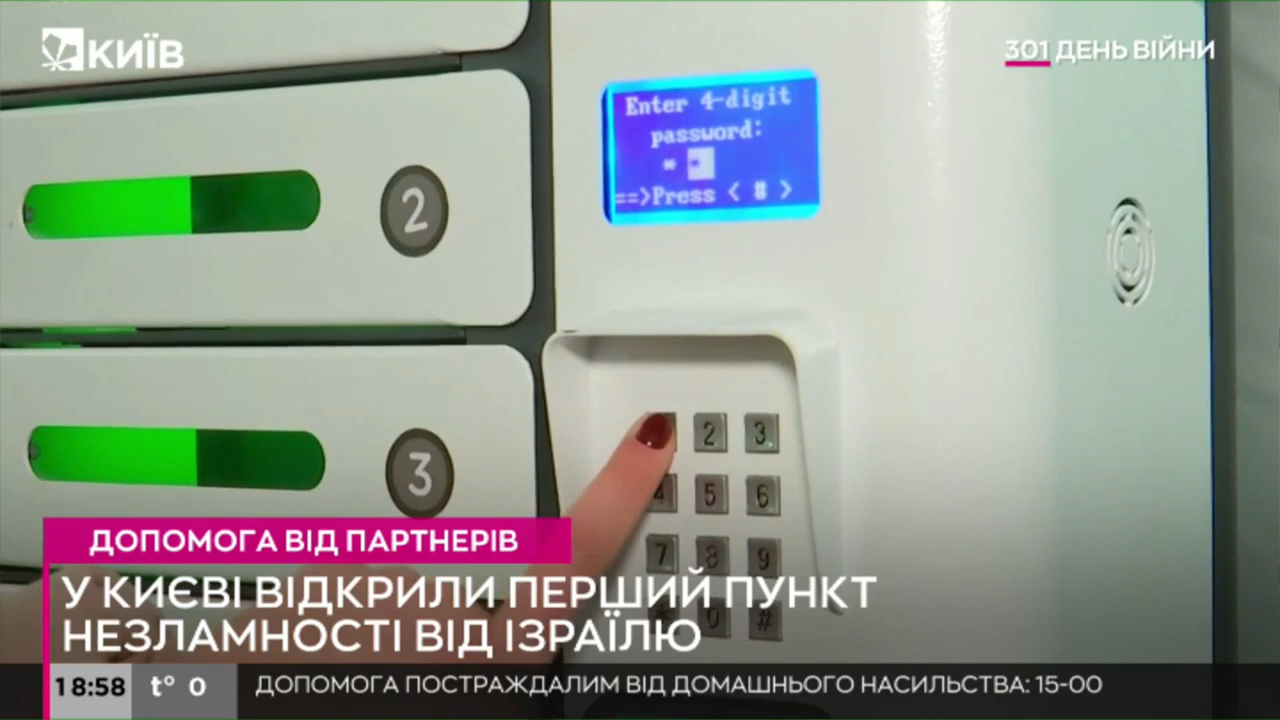 КИЇВ
301 ДЕНЬ ВІЙНИ
Enter 4-digit
password:
* *
==>Press < # >
2
3
2 3
4 5 6
7 8 9
* 0 #
ДОПОМОГА ВІД ПАРТНЕРІВ
У КИЄВІ ВІДКРИЛИ ПЕРШИЙ ПУНКТ
НЕЗЛАМНОСТІ ВІД ІЗРАЇЛЮ
18:58 t° 0 ДОПОМОГА ПОСТРАЖДАЛИМ ВІД ДОМАШНЬОГО НАСИЛЬСТВА: 15-00